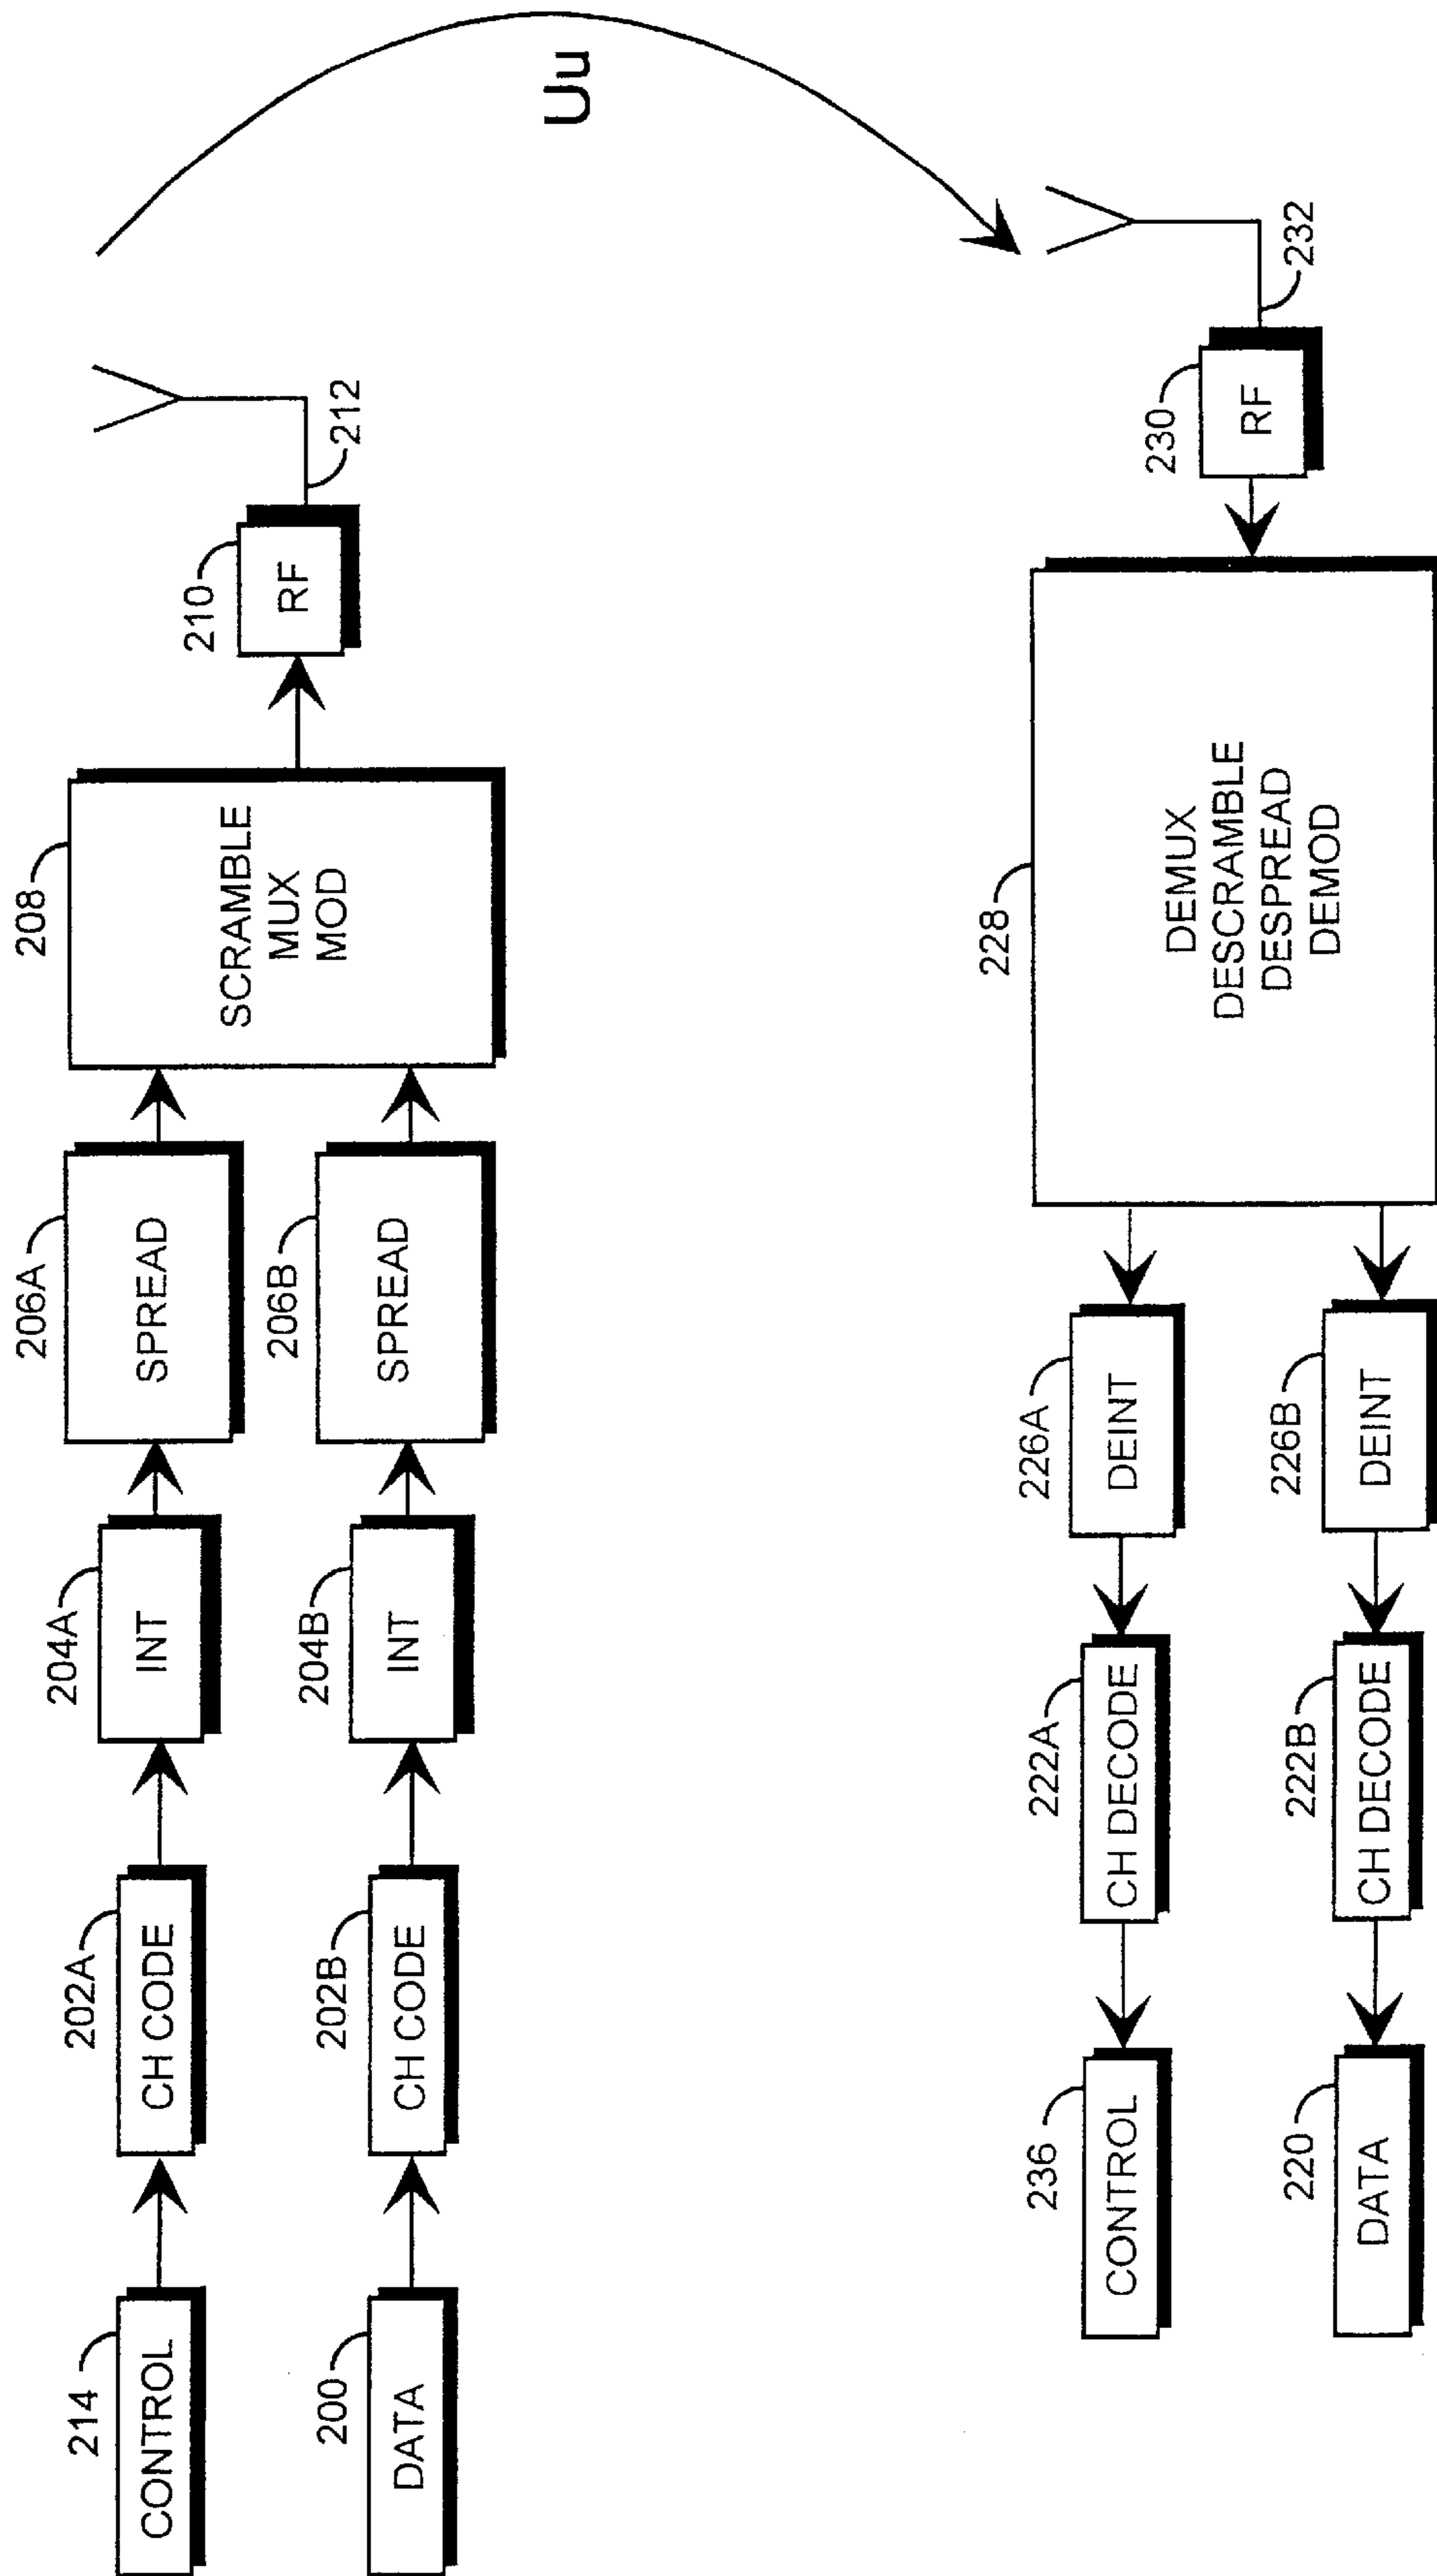 214
CONTROL
202A
CH CODE
204A
INT
206A
SPREAD
200
DATA
202B
CH CODE
204B
INT
206B
SPREAD
208
SCRAMBLE
MUX
MOD
210
RF
212
Uu
236
CONTROL
222A
CH DECODE
226A
DEINT
220
DATA
222B
CH DECODE
226B
DEINT
228
DEMUX
DESCRAMBLE
DESPREAD
DEMOD
230
RF
232